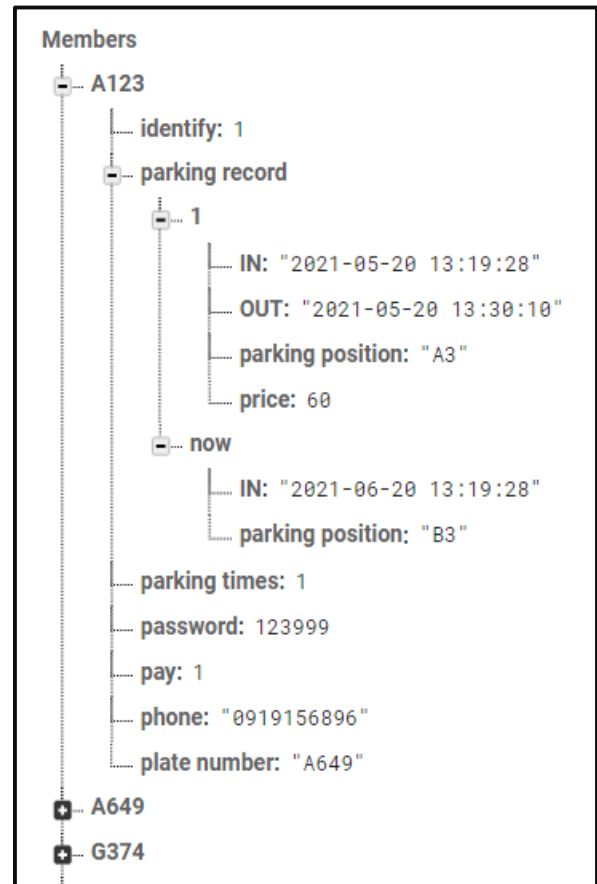 Members
A123
identify: 1
parking record
1
IN: "2021-05-20 13:19:28"
OUT: "2021-05-20 13:30:10"
parking position: "A3"
price: 60
now
IN: "2021-06-20 13:19:28"
parking position: "B3"
parking times: 1
password: 123999
pay: 1
phone: "0919156896"
plate number: "A649"
A649
G374